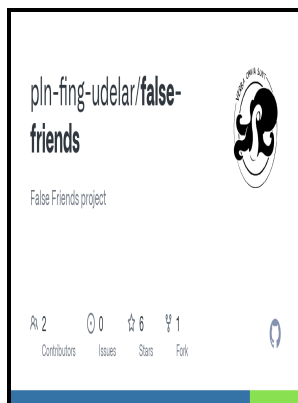 pln-fing-udelar/false-
friends
False Friends project
2
Contributors
0
Issues
6
Stars
1
Fork